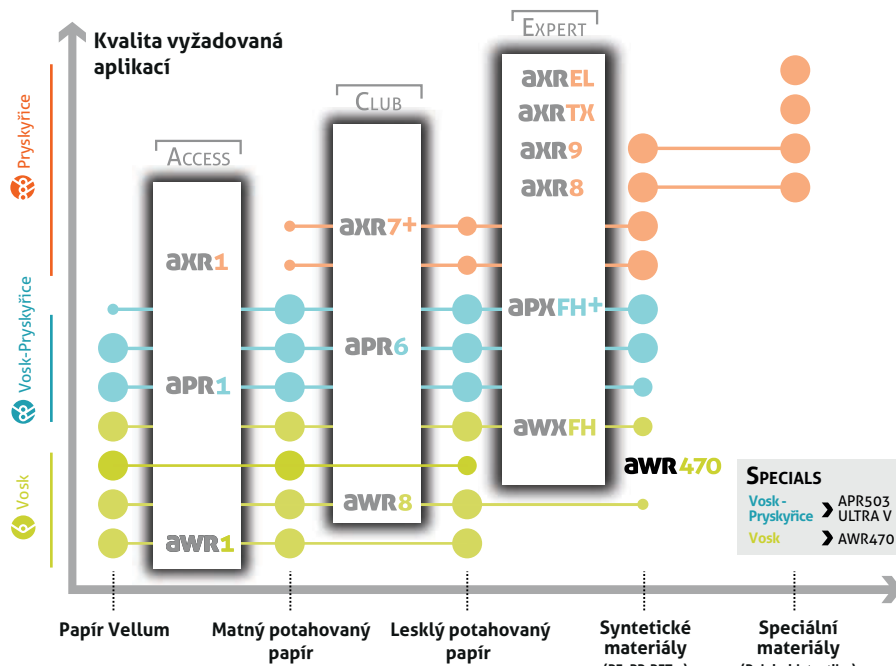 Kvalita vyžadovaná
aplikací
Access
Club
Expert
Pryskyřice
Vosk-Pryskyřice
Vosk
aXREL
aXRTX
aXR9
aXR8
aXR7+
aXR1
aPXFH+
aPR6
aPR1
aWXFH
aWR470
aWR8
aWR1
Specials
Vosk -
Pryskyřice
APR503
ULTRA V
Vosk
AWR470
Papír Vellum
Matný potahovaný
papír
Lesklý potahovaný
papír
Syntetické
materiály
Speciální
materiály